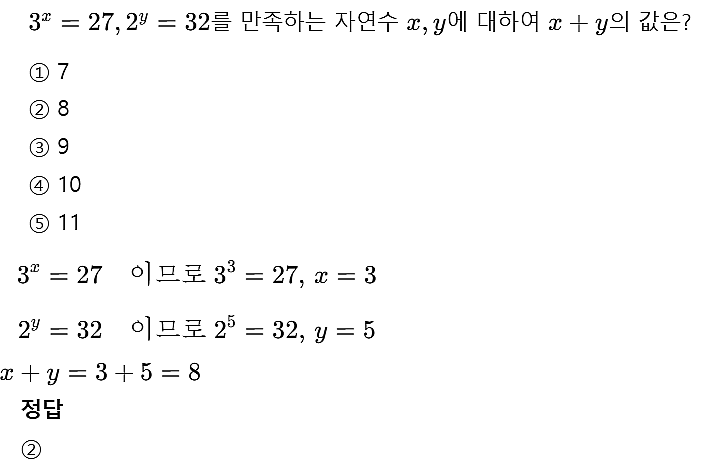 3^x = 27, 2^y = 32를 만족하는 자연수 x, y에 대하여 x + y의 값은?
① 7
② 8
③ 9
④ 10
⑤ 11
3^x = 27 이므로 3^3 = 27, x = 3
2^y = 32 이므로 2^5 = 32, y = 5
x + y = 3 + 5 = 8
정답
②